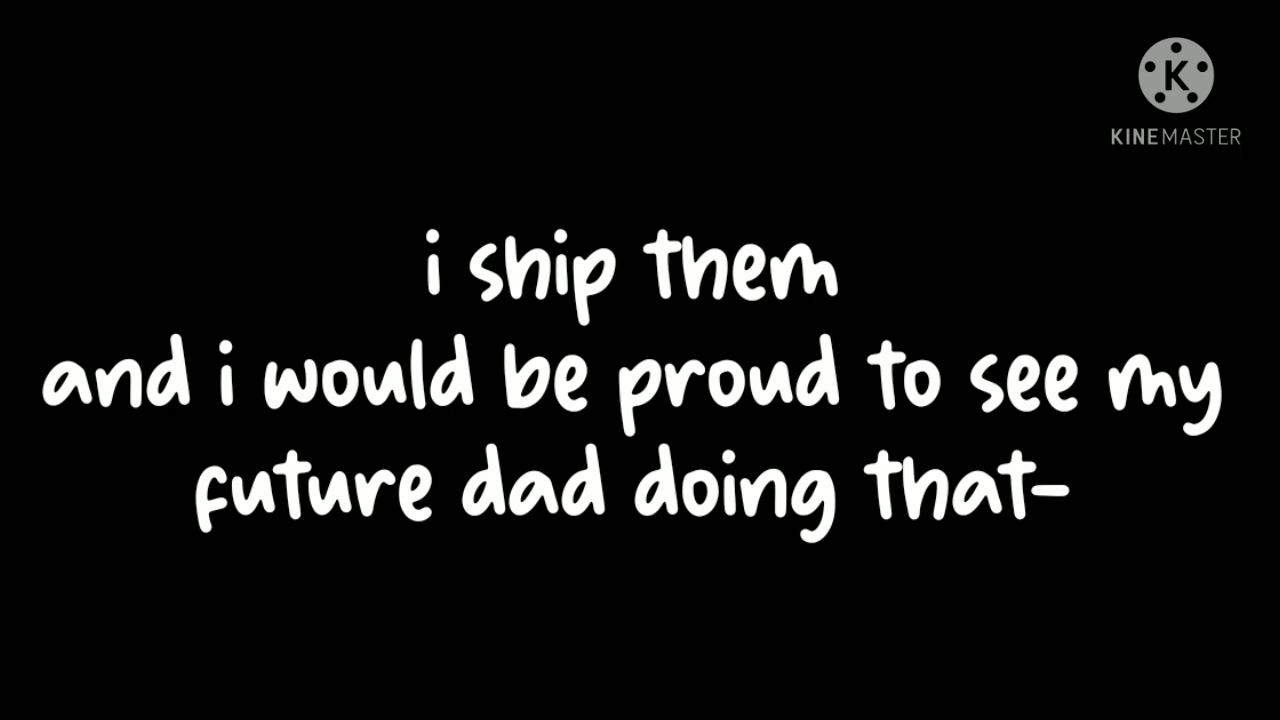 K
KINEMASTER
i ship them
and i would be proud to see my
future dad doing that-